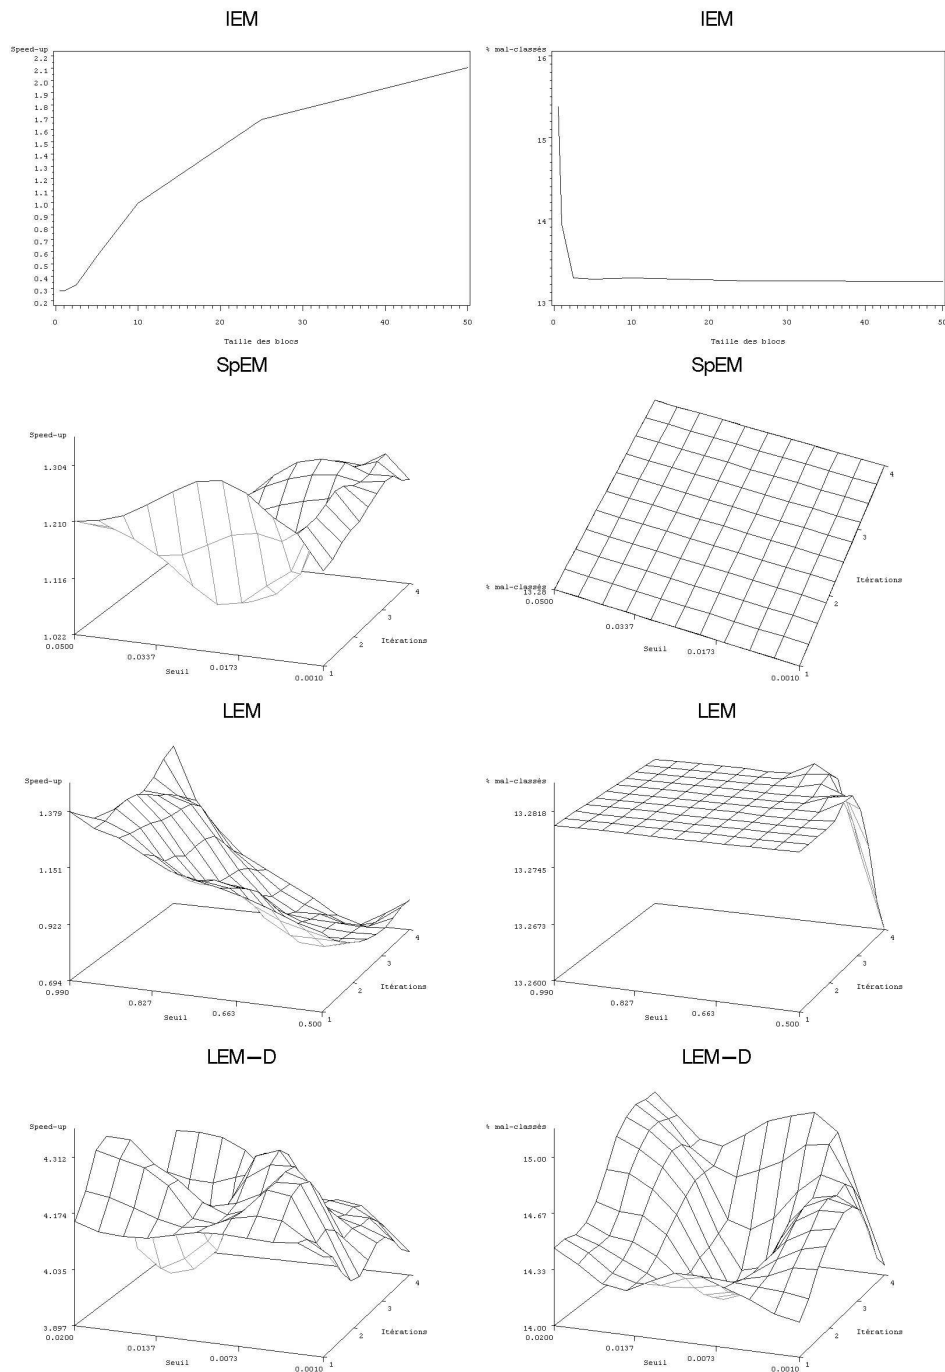 IEM
Speed-up
2.2
2.1
2.0
1.9
1.8
1.7
1.6
1.5
1.4
1.3
1.2
1.1
1.0
0.9
0.8
0.7
0.6
0.5
0.4
0.3
0.2
0 10 20 30 40 50
Taille des blocs
IEM
% mal-classés
16
15
14
13
0 10 20 30 40 50
Taille des blocs
SpEM
Speed-up
1.304
1.210
1.116
1.022
0.0500
0.0337
0.0173
0.0010
Seuil
1
2
3
4
Itérations
SpEM
% mal-classés
13.28
0.0500
0.0337
0.0173
0.0010
Seuil
1
2
3
4
Itérations
LEM
Speed-up
1.379
1.151
0.922
0.694
0.990
0.827
0.663
0.500
Seuil
1
2
3
4
Itérations
LEM
% mal-classés
13.2818
13.2745
13.2673
13.2600
0.990
0.827
0.663
0.500
Seuil
1
2
3
4
Itérations
LEM-D
Speed-up
4.312
4.174
4.035
3.897
0.0200
0.0137
0.0073
0.0010
Seuil
1
2
3
4
Itérations
LEM-D
% mal-classés
15.00
14.67
14.33
14.00
0.0200
0.0137
0.0073
0.0010
Seuil
1
2
3
4
Itérations